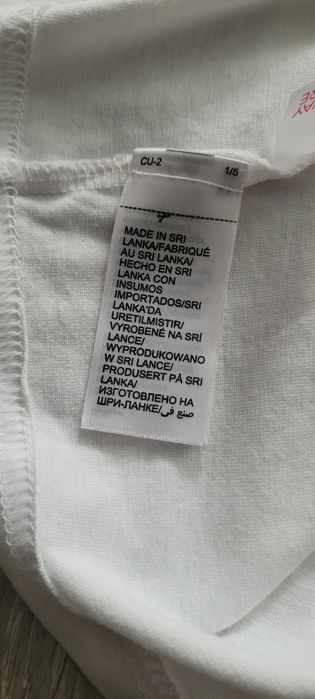 CU-2 1/5
MADE IN SRI
LANKA/FABRIQUÉ
AU SRI LANKA/
HECHO EN SRI
LANKA CON
INSUMOS
IMPORTADOS/SRI
LANKA'DA
URETILMISTIR/
VYROBENÉ NA SRÍ
LANCE/
WYPRODUKOWANO
W SRI LANCE/
PRODUSERT PÅ SRI
LANKA/
ИЗГОТОВЛЕНО НА
ШРИ-ЛАНКЕ/صنع في